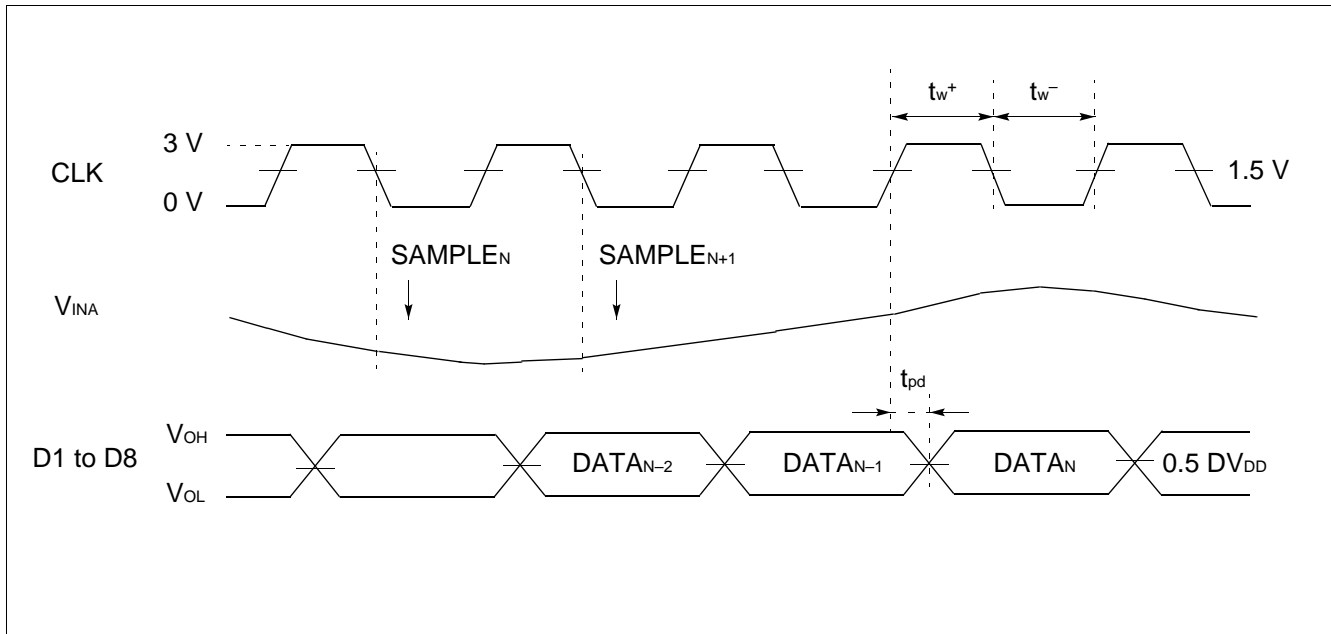 tw+ tw–
3 V
CLK
0 V
1.5 V
SAMPLEN SAMPLEN+1
VINA
tpd
VOH
D1 to D8
VOL
DATAN–2 DATAN–1 DATAN 0.5 DVDD